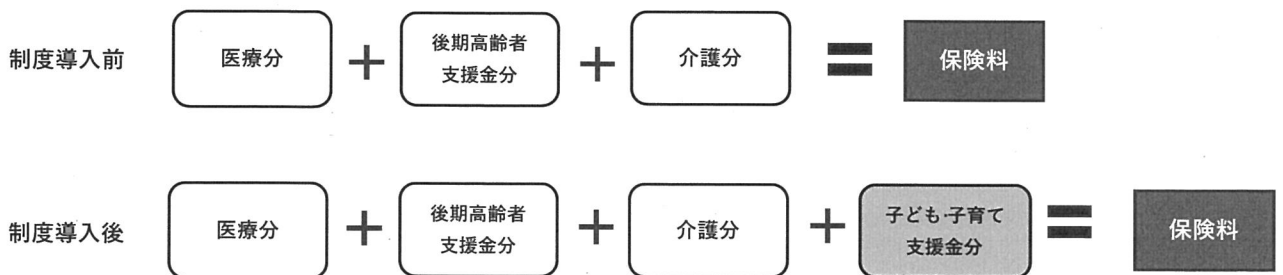 制度導入前 医療分 + 後期高齢者支援金分 + 介護分 = 保険料
制度導入後 医療分 + 後期高齢者支援金分 + 介護分 + 子ども・子育て支援金分 = 保険料